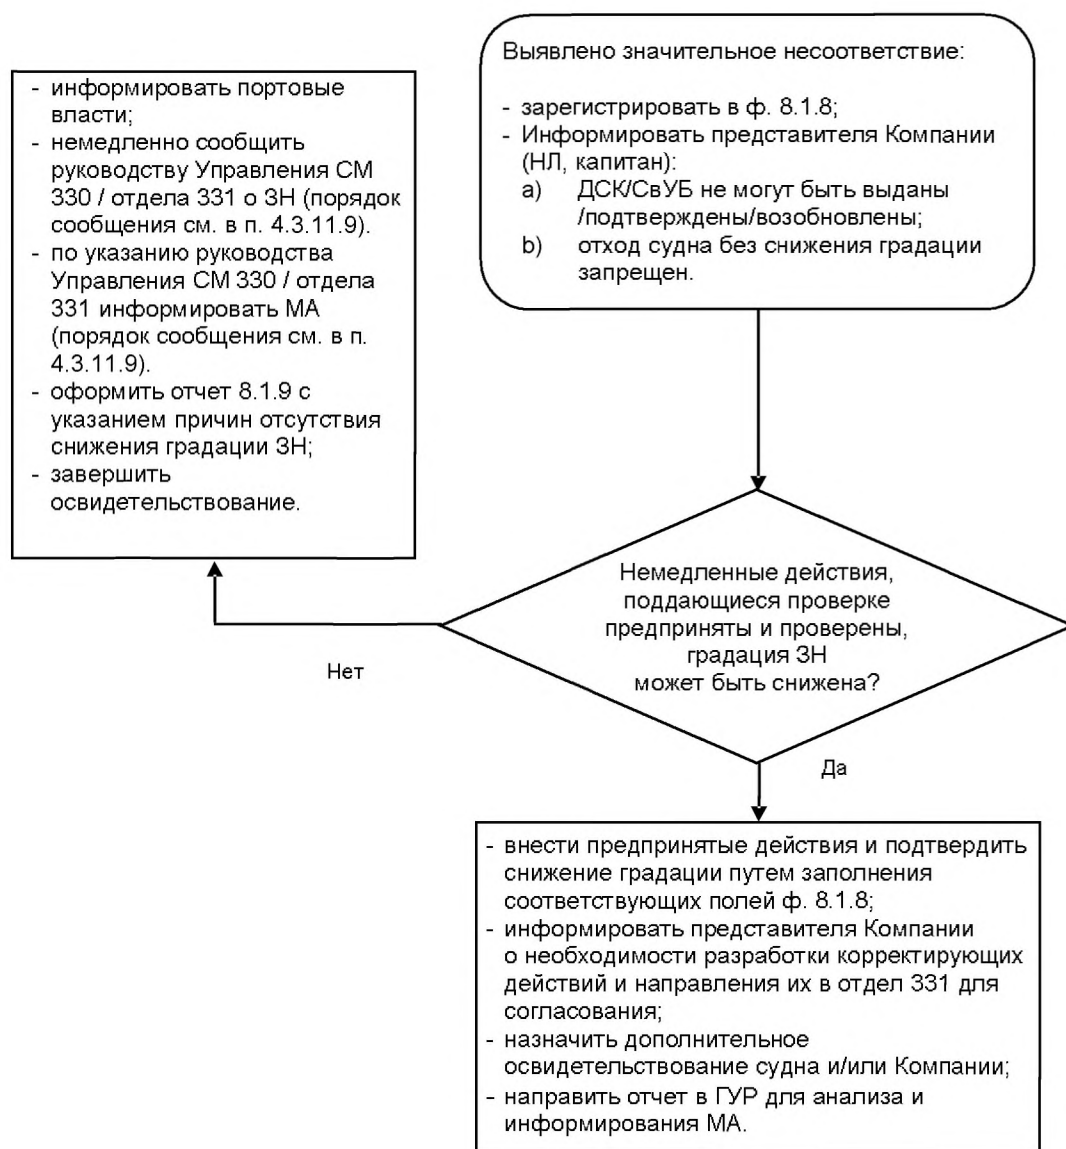 Выявлено значительное несоответствие:
- зарегистрировать в ф. 8.1.8;
- Информировать представителя Компании
(НЛ, капитан):
a) ДСК/СвУБ не могут быть выданы
/подтверждены/возобновлены;
b) отход судна без снижения градации
запрещен.
- информировать портовые
власти;
- немедленно сообщить
руководству Управления СМ
330 / отдела 331 о ЗН (порядок
сообщения см. в п. 4.3.11.9).
- по указанию руководства
Управления СМ 330 / отдела
331 информировать МА
(порядок сообщения см. в п.
4.3.11.9).
- оформить отчет 8.1.9 с
указанием причин отсутствия
снижения градации ЗН;
- завершить
освидетельствование.
Немедленные действия,
поддающиеся проверке
предприняты и проверены,
градация ЗН
может быть снижена?
Нет
Да
- внести предпринятые действия и подтвердить
снижение градации путем заполнения
соответствующих полей ф. 8.1.8;
- информировать представителя Компании
о необходимости разработки корректирующих
действий и направления их в отдел 331 для
согласования;
- назначить дополнительное
освидетельствование судна и/или Компании;
- направить отчет в ГУР для анализа и
информирования МА.